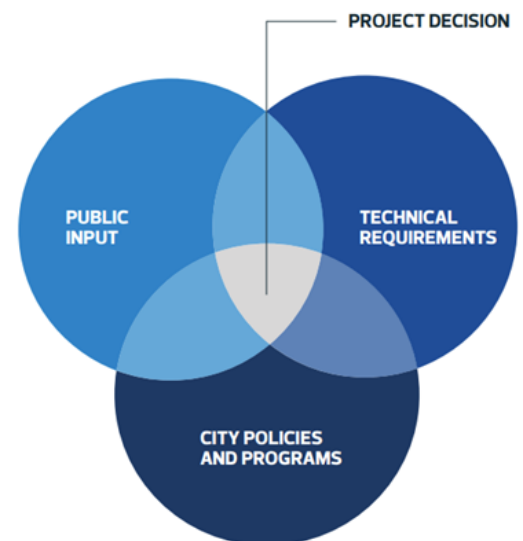 PROJECT DECISION
PUBLIC
INPUT
TECHNICAL
REQUIREMENTS
CITY POLICIES
AND PROGRAMS